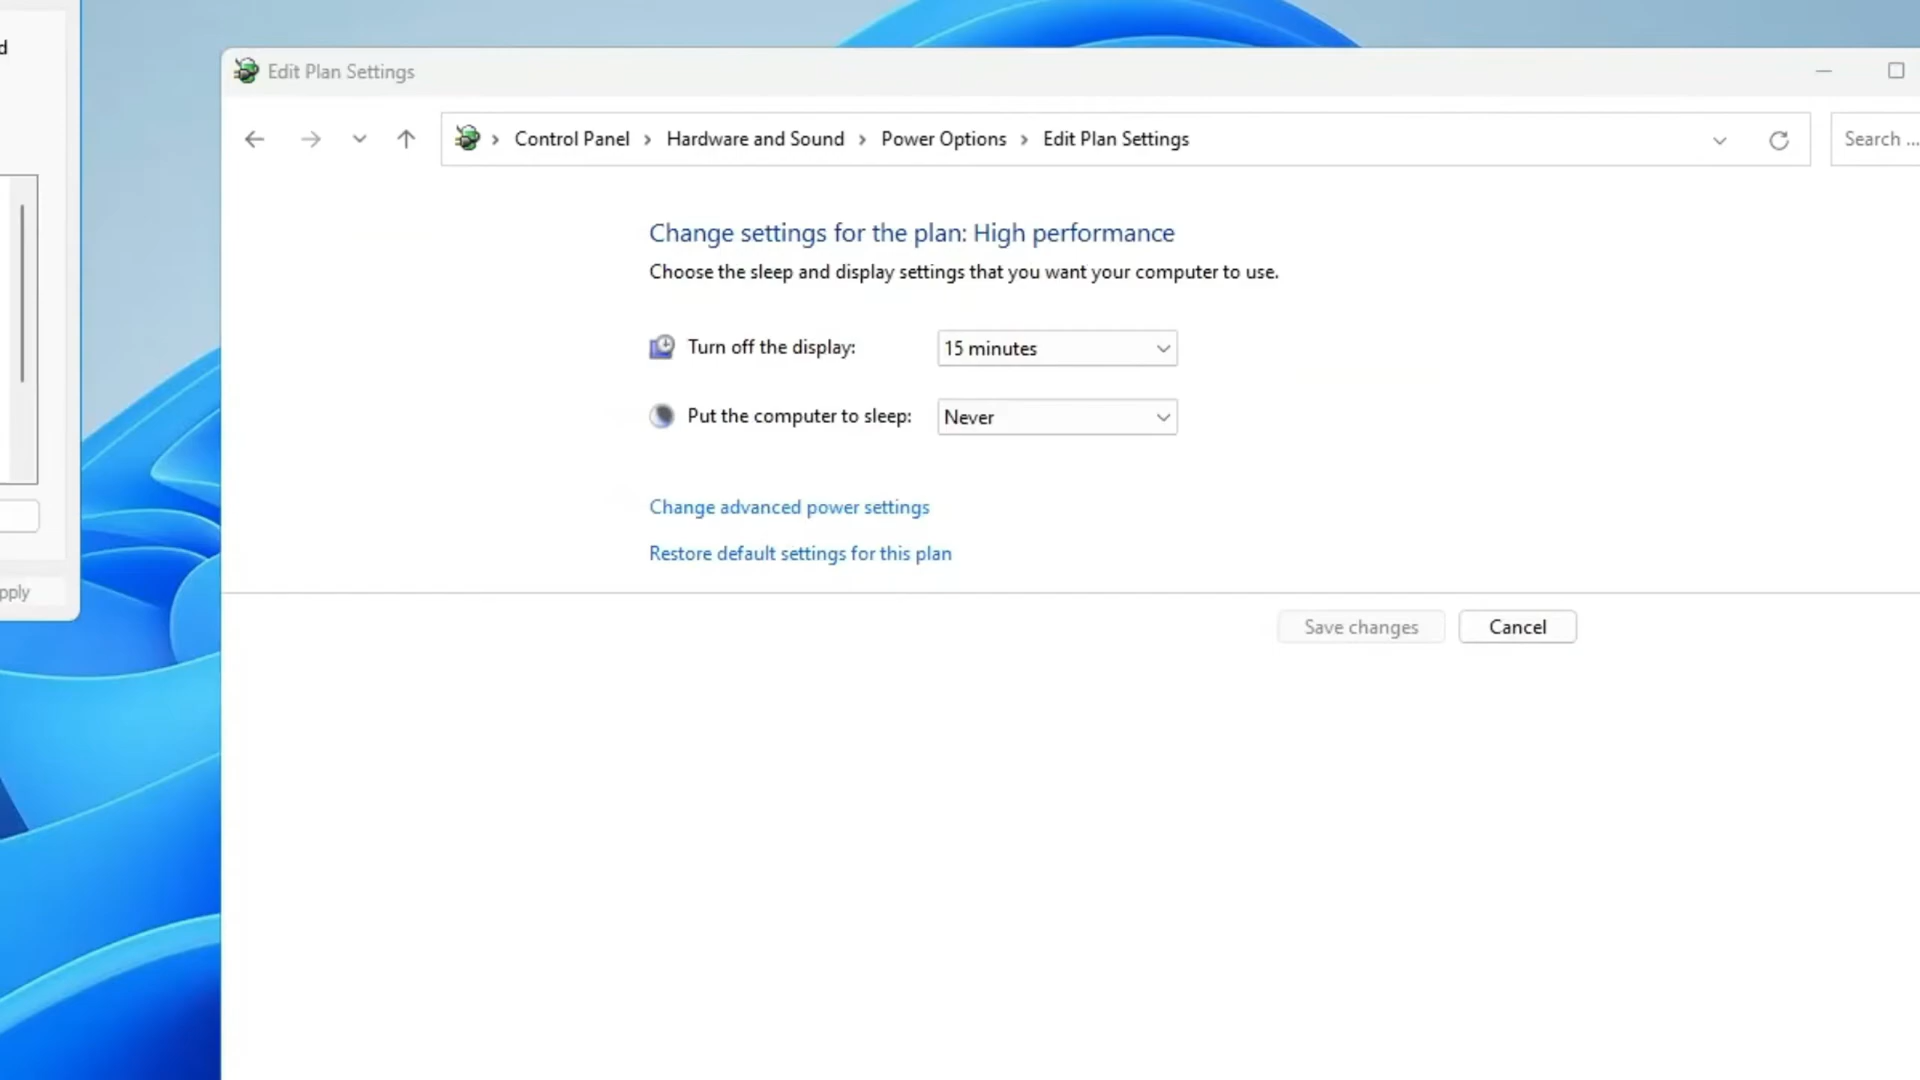 d
Edit Plan Settings
Control Panel > Hardware and Sound > Power Options > Edit Plan Settings
Search ...
Change settings for the plan: High performance
Choose the sleep and display settings that you want your computer to use.
Turn off the display: 15 minutes
Put the computer to sleep: Never
Change advanced power settings
Restore default settings for this plan
pply
Save changes Cancel